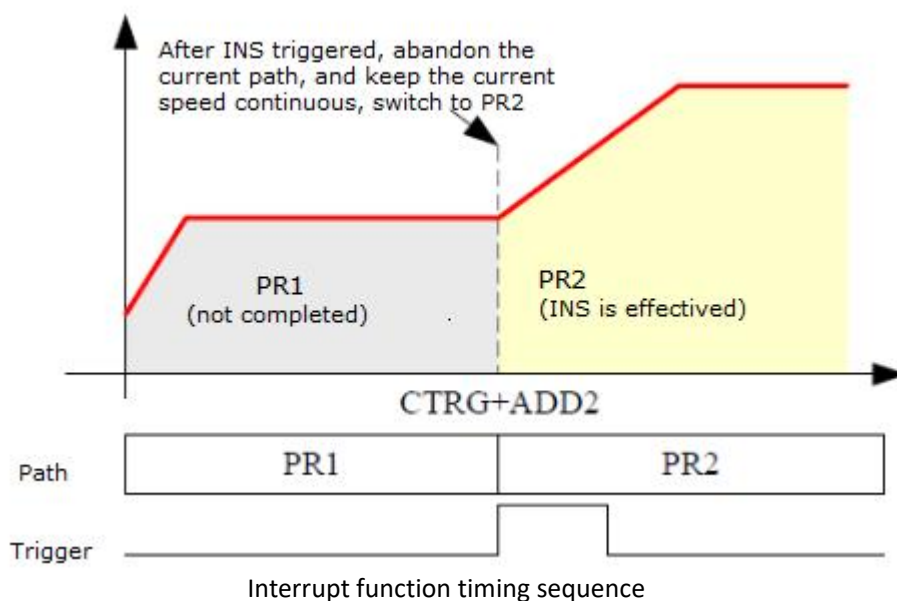 After INS triggered, abandon the
current path, and keep the current
speed continuous, switch to PR2
PR1
(not completed)
PR2
(INS is effectived)
CTRG+ADD2
Path
PR1
PR2
Trigger
Interrupt function timing sequence